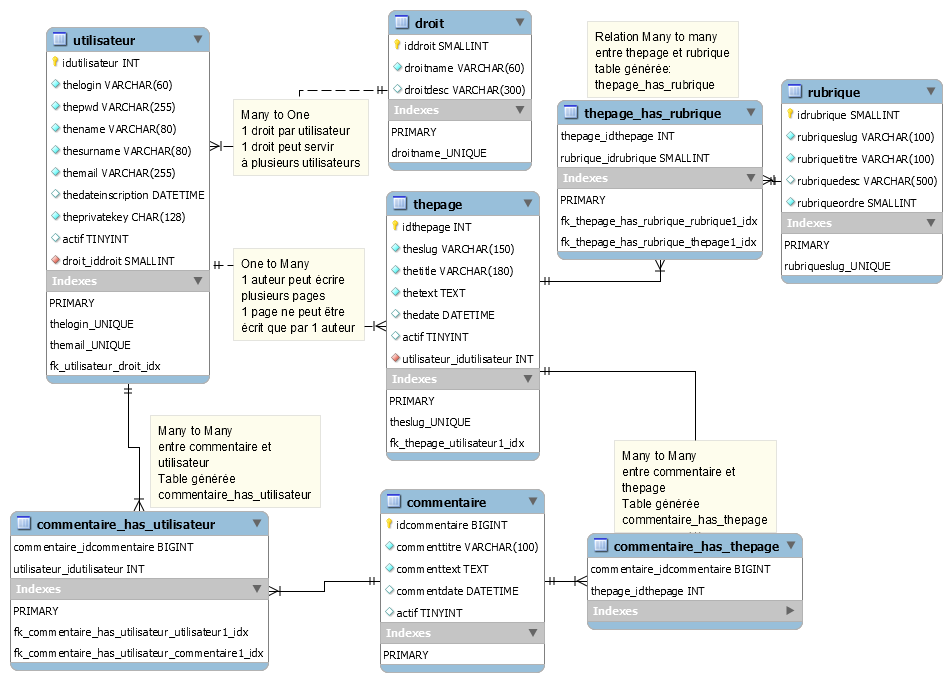 utilisateur
idutilisateur INT
thelogin VARCHAR(60)
thepwd VARCHAR(255)
thename VARCHAR(80)
thesurname VARCHAR(80)
themail VARCHAR(255)
thedateinscription DATETIME
theprivatekey CHAR(128)
actif TINYINT
droit_iddroit SMALLINT
Indexes
PRIMARY
thelogin_UNIQUE
themail_UNIQUE
fk_utilisateur_droit_idx
Many to One
1 droit par utilisateur
1 droit peut servir
à plusieurs utilisateurs
droit
iddroit SMALLINT
droitname VARCHAR(60)
droitdesc VARCHAR(300)
Indexes
PRIMARY
droitname_UNIQUE
Relation Many to many
entre thepage et rubrique
table générée:
thepage_has_rubrique
thepage_has_rubrique
thepage_idthepage INT
rubrique_idrubrique SMALLINT
Indexes
PRIMARY
fk_thepage_has_rubrique_rubrique1_idx
fk_thepage_has_rubrique_thepage1_idx
rubrique
idrubrique SMALLINT
rubriqueslug VARCHAR(100)
rubriquetitre VARCHAR(100)
rubriquedesc VARCHAR(500)
rubriqueordre SMALLINT
Indexes
PRIMARY
rubriqueslug_UNIQUE
One to Many
1 auteur peut écrire
plusieurs pages
1 page ne peut être
écrit que par 1 auteur
thepage
idthepage INT
theslug VARCHAR(150)
thetitle VARCHAR(180)
thetext TEXT
thedate DATETIME
actif TINYINT
utilisateur_idutilisateur INT
Indexes
PRIMARY
theslug_UNIQUE
fk_thepage_utilisateur1_idx
Many to Many
entre commentaire et
utilisateur
Table générée
commentaire_has_utilisateur
Many to Many
entre commentaire et
thepage
Table générée
commentaire_has_thepage
commentaire_has_utilisateur
commentaire_idcommentaire BIGINT
utilisateur_idutilisateur INT
Indexes
PRIMARY
fk_commentaire_has_utilisateur_utilisateur1_idx
fk_commentaire_has_utilisateur_commentaire1_idx
commentaire
idcommentaire BIGINT
commenttitre VARCHAR(100)
commenttext TEXT
commentdate DATETIME
actif TINYINT
Indexes
PRIMARY
commentaire_has_thepage
commentaire_idcommentaire BIGINT
thepage_idthepage INT
Indexes